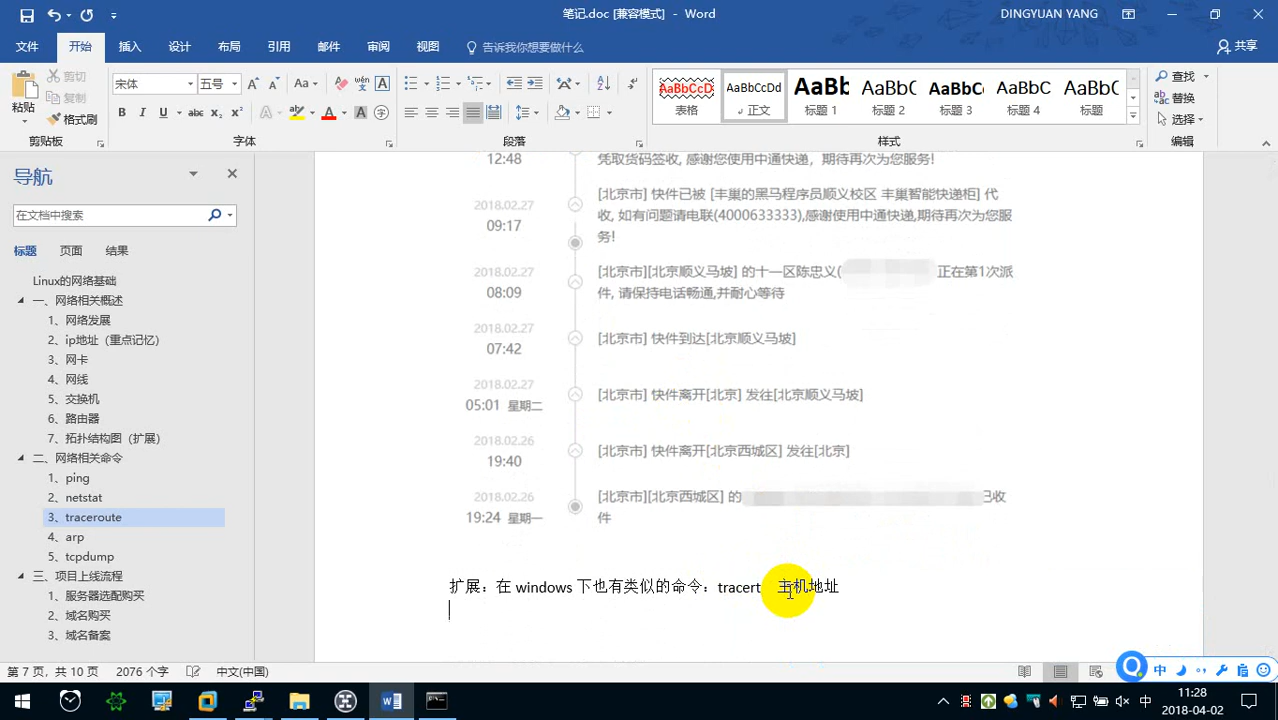 笔记.doc [兼容模式] - Word
DINGYUAN YANG
文件 开始 插入 设计 布局 引用 邮件 审阅 视图 告诉我你想要做什么 共享
粘贴 剪切 复制 格式刷
宋体 五号
AaBbCcD AaBbCcDd AaBb AaBbC AaBbC AaBbC AaBbC
表格 正文 标题 1 标题 2 标题 3 标题 4 标题
查找 替换 选择
剪贴板 字体 段落 样式 编辑
导航
在文档中搜索
标题 页面 结果
Linux的网络基础
一、网络相关概述
1、网络发展
2、ip地址（重点记忆）
3、网卡
4、网线
5、交换机
6、路由器
7、拓扑结构图（扩展）
二、网络相关命令
1、ping
2、netstat
3、traceroute
4、arp
5、tcpdump
三、项目上线流程
1、服务器选配购买
2、域名购买
3、域名备案
12:48 凭取货码签收, 感谢您使用中通快递，期待再次为您服务!
2018.02.27
09:17
[北京市] 快件已被 [丰巢的黑马程序员顺义校区 丰巢智能快递柜] 代
收, 如有问题请电联(4000633333),感谢使用中通快递,期待再次为您服
务!
2018.02.27
08:09
[北京市][北京顺义马坡] 的十一区陈忠义( 正在第1次派
件, 请保持电话畅通,并耐心等待
2018.02.27
07:42
[北京市] 快件到达[北京顺义马坡]
2018.02.27
05:01 星期二
[北京市] 快件离开[北京] 发往[北京顺义马坡]
2018.02.26
19:40
[北京市] 快件离开[北京西城区] 发往[北京]
2018.02.26
19:24 星期一
[北京市][北京西城区] 的 已收
件
扩展：在 windows 下也有类似的命令：tracert 主机地址
第 7 页，共 10 页 2076 个字 中文(中国)
中
中 11:28
2018-04-02